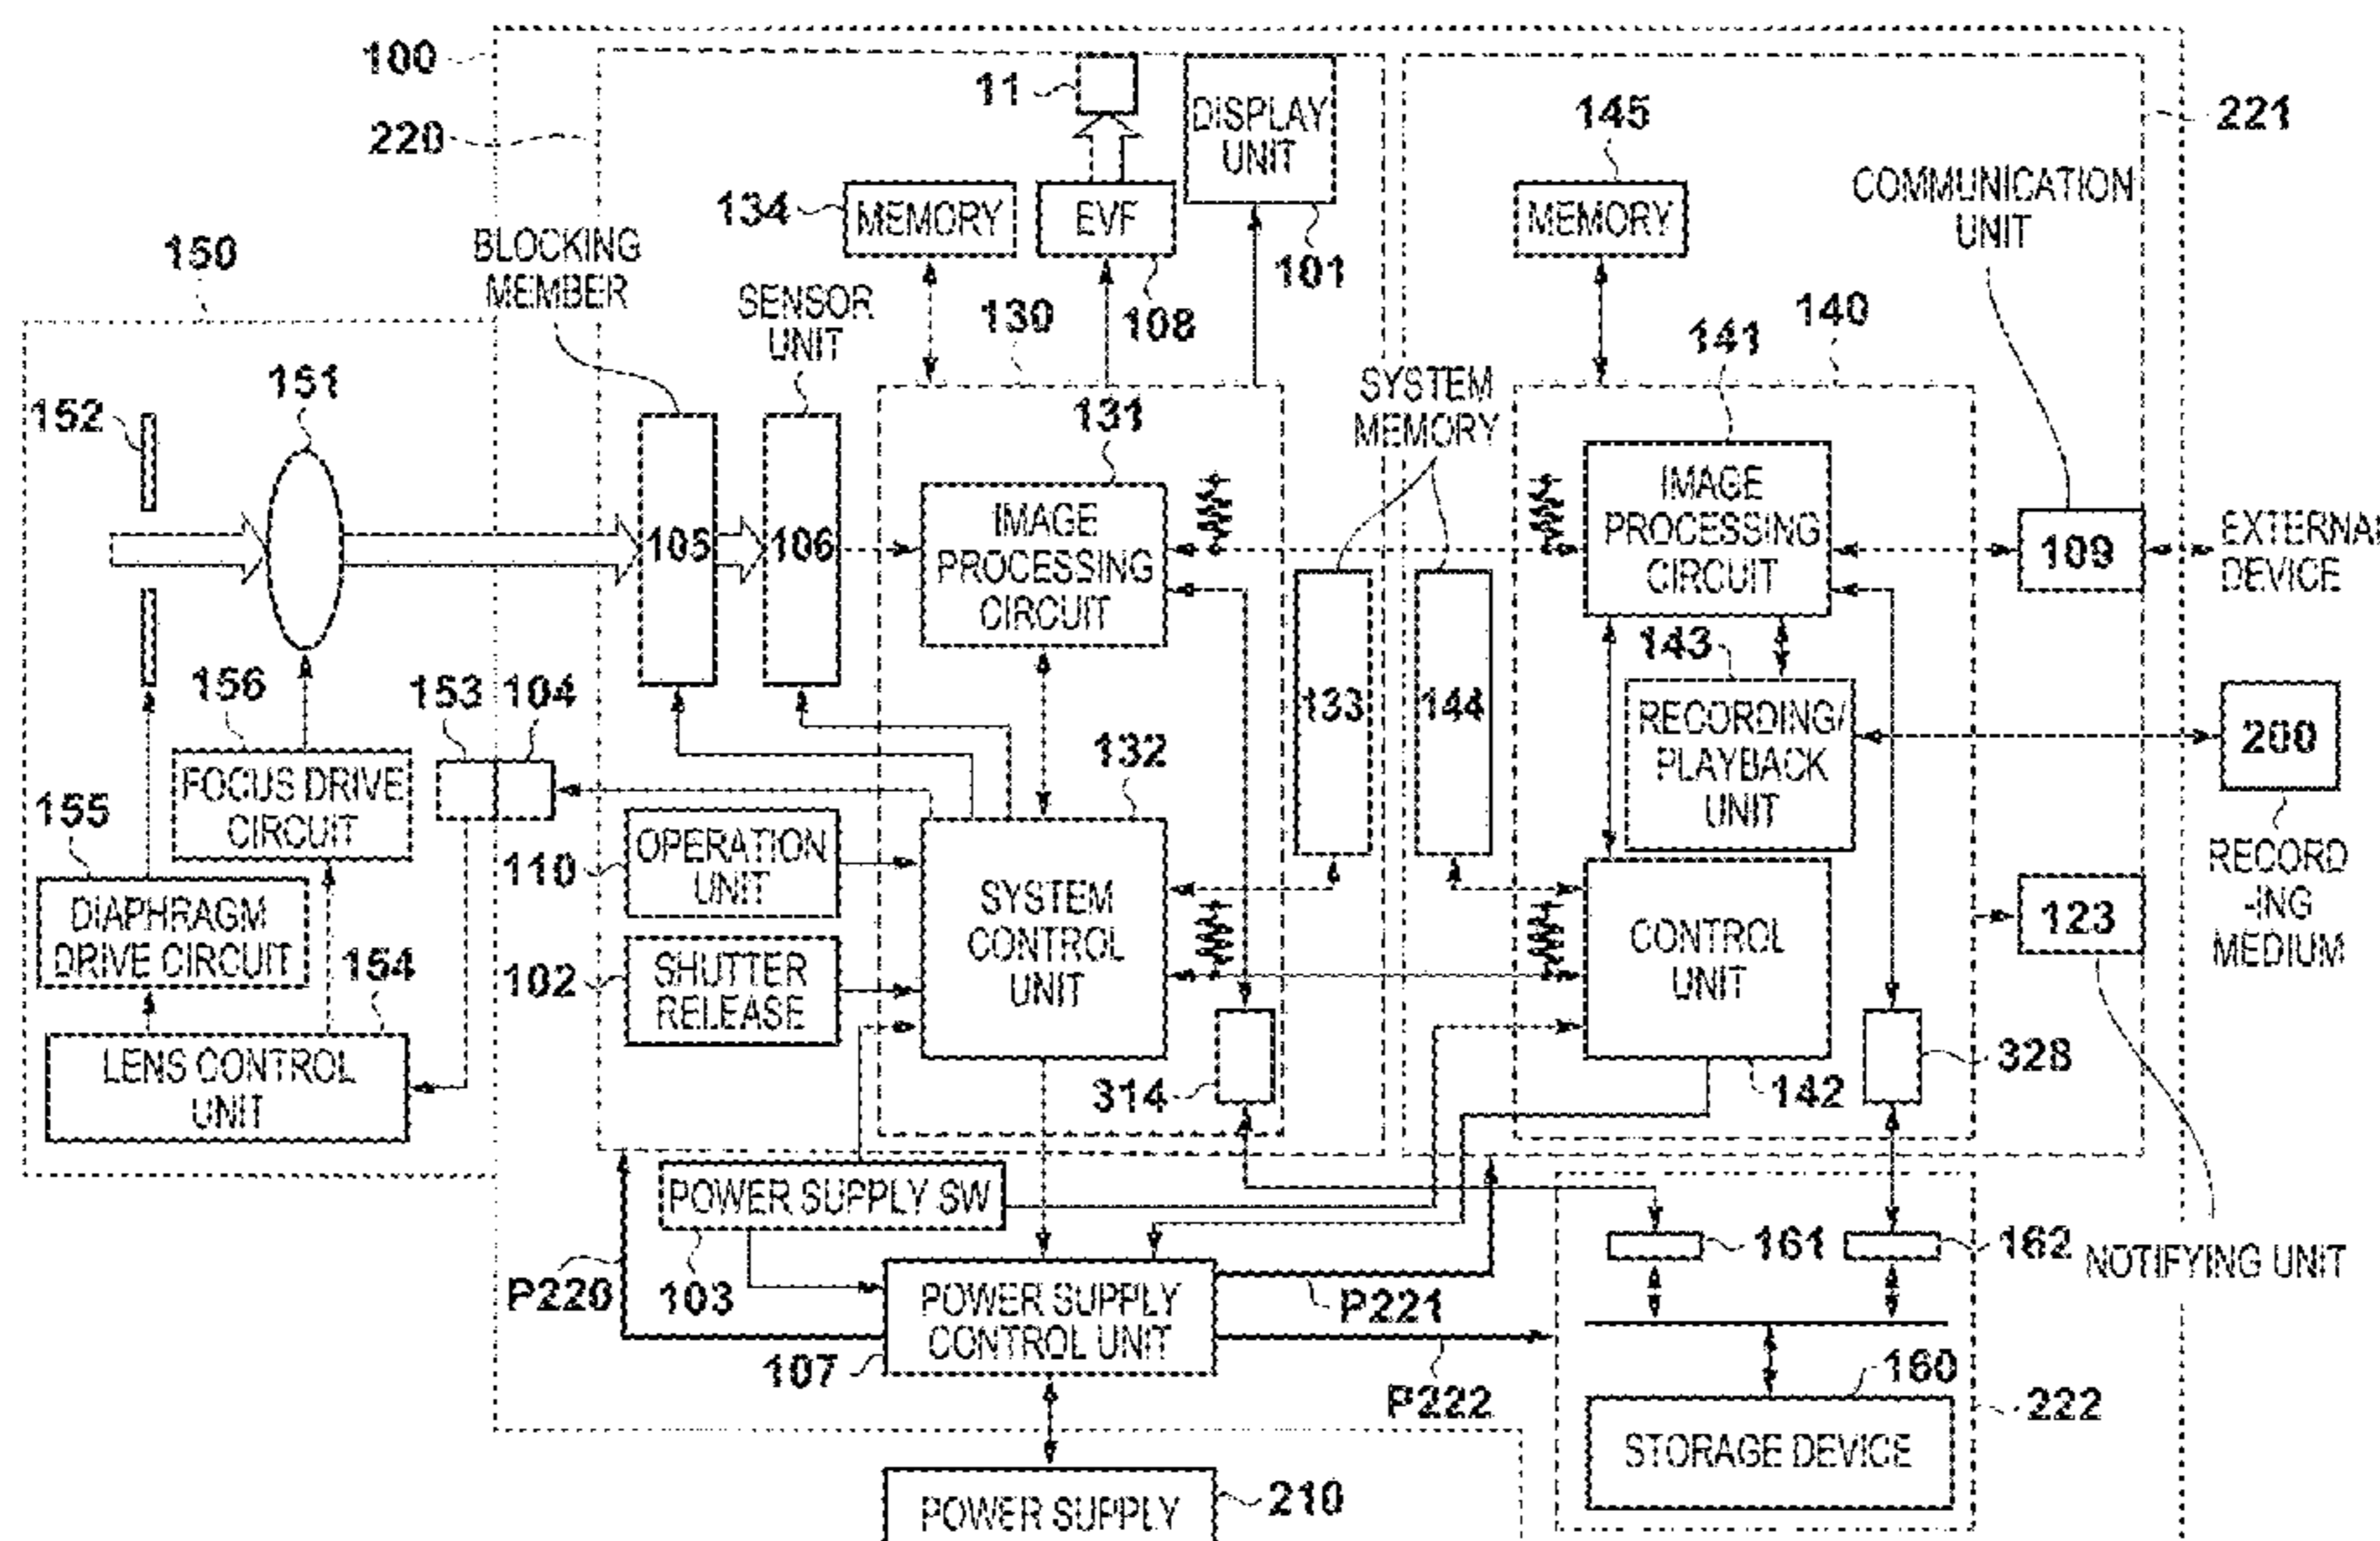 100
220
11
DISPLAY
UNIT
101
134
MEMORY
EVF
108
145
MEMORY
221
COMMUNICATION
UNIT
150
BLOCKING
MEMBER
SENSOR
UNIT
130
131
SYSTEM
MEMORY
141
140
152
151
105
106
IMAGE
PROCESSING
CIRCUIT
IMAGE
PROCESSING
CIRCUIT
109
EXTERNAL
DEVICE
133
144
143
RECORDING/
PLAYBACK
UNIT
200
RECORD
-ING
MEDIUM
156
153
104
132
FOCUS DRIVE
CIRCUIT
155
DIAPHRAGM
DRIVE CIRCUIT
154
LENS CONTROL
UNIT
110
OPERATION
UNIT
102
SHUTTER
RELEASE
SYSTEM
CONTROL
UNIT
314
CONTROL
UNIT
142
328
123
NOTIFYING UNIT
POWER SUPPLY SW
103
P220
107
POWER SUPPLY
CONTROL UNIT
P221
P222
161
162
160
STORAGE DEVICE
222
POWER SUPPLY
210